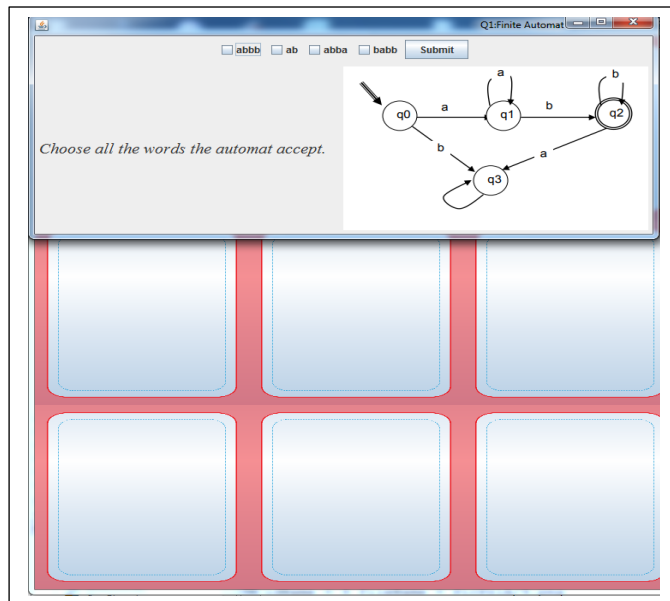 Q1:Finite Automat
abbb ab abba babb Submit
Choose all the words the automat accept.
a b
q0 a q1 b q2
b a
q3